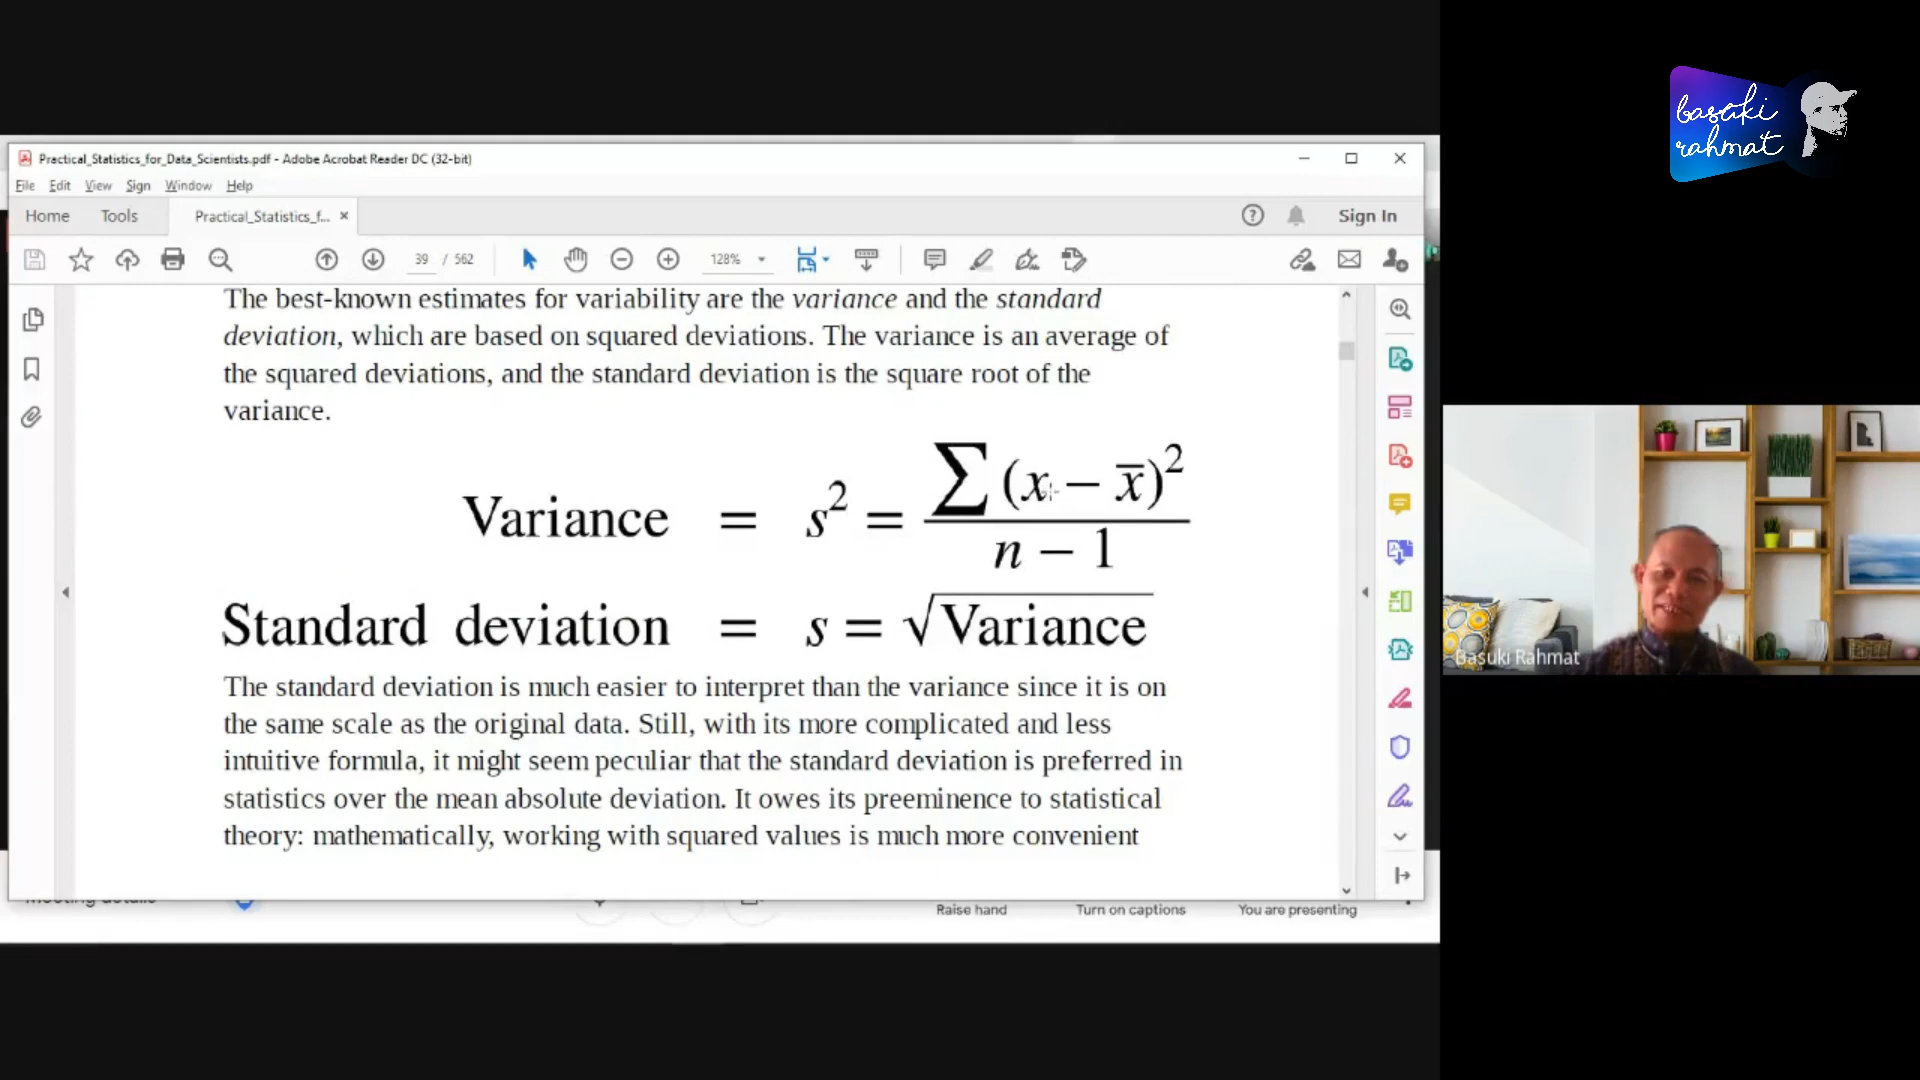 basuki
rahmat
Practical_Statistics_for_Data_Scientists.pdf - Adobe Acrobat Reader DC (32-bit)
File Edit View Sign Window Help
Home Tools Practical_Statistics_f... × Sign In
39 / 562 128%
The best-known estimates for variability are the variance and the standard
deviation, which are based on squared deviations. The variance is an average of
the squared deviations, and the standard deviation is the square root of the
variance.
Variance = s² = ∑ (x − x̅)² / n − 1
Standard deviation = s = √Variance
The standard deviation is much easier to interpret than the variance since it is on
the same scale as the original data. Still, with its more complicated and less
intuitive formula, it might seem peculiar that the standard deviation is preferred in
statistics over the mean absolute deviation. It owes its preeminence to statistical
theory: mathematically, working with squared values is much more convenient
Basuki Rahmat
Meeting details Raise hand Turn on captions You are presenting